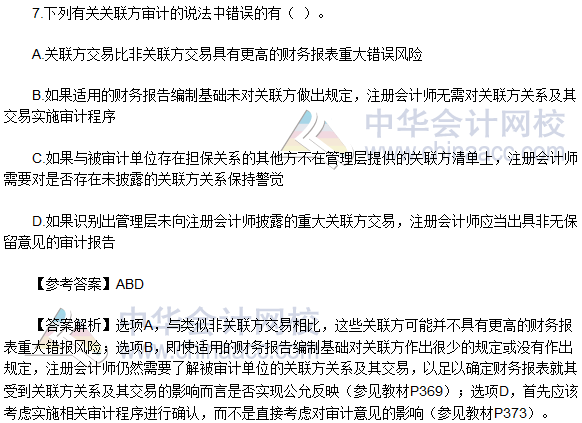 7.下列有关关联方审计的说法中错误的有（ ）。
A.关联方交易比非关联方交易具有更高的财务报表重大错误风险
B.如果适用的财务报告编制基础未对关联方做出规定，注册会计师无需对关联方关系及其
交易实施审计程序
C.如果与被审计单位存在担保关系的其他方不在管理层提供的关联方清单上，注册会计师
需要对是否存在未披露的关联方关系保持警觉
D.如果识别出管理层未向注册会计师披露的重大关联方交易，注册会计师应当出具非无保
留意见的审计报告
【参考答案】ABD
【答案解析】选项A，与类似非关联方交易相比，这些关联方可能并不具有更高的财务报
表重大错报风险；选项B，即使适用的财务报告编制基础对关联方作出很少的规定或没有作出
规定，注册会计师仍然需要了解被审计单位的关联方关系及其交易，以足以确定财务报表就其
受到关联方关系及其交易的影响而言是否实现公允反映（参见教材P369）；选项D，首先应该
考虑实施相关审计程序进行确认，而不是直接考虑对审计意见的影响（参见教材P373）。
中华会计网校
www.chinaacc.com
中华会计网校
www.chinaacc.com